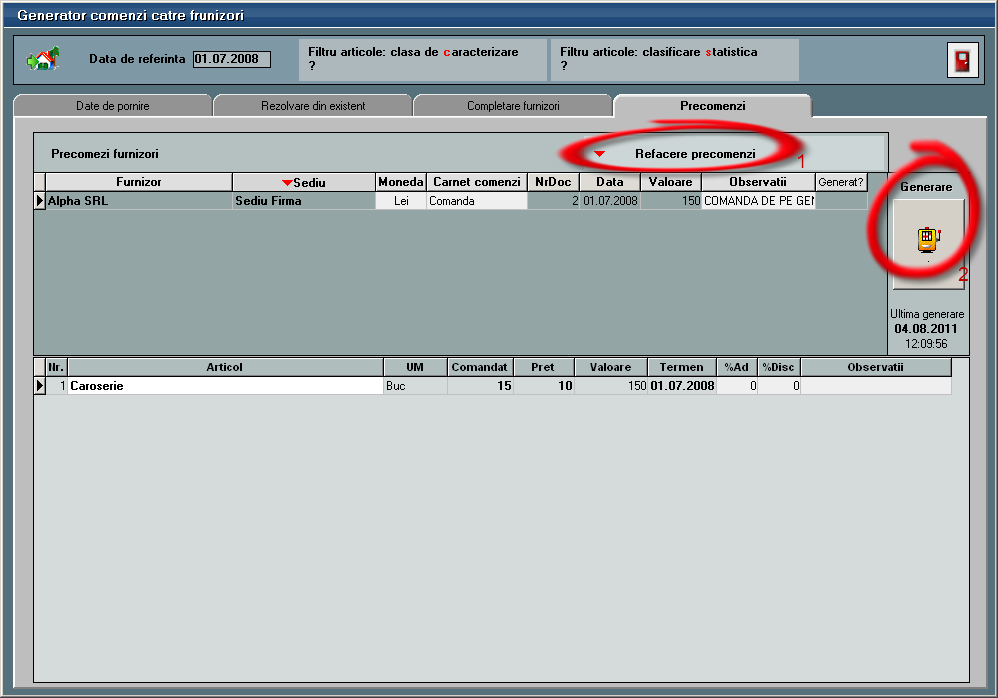 Generator comenzi catre frunizori
Data de referinta 01.07.2008
Filtru articole: clasa de caracterizare
?
Filtru articole: clasificare statistica
?
Date de pornire Rezolvare din existent Completare furnizori Precomenzi
Precomezi furnizori Refacere precomenzi 1
Furnizor Sediu Moneda Carnet comenzi NrDoc Data Valoare Observatii Generat?
Alpha SRL Sediu Firma Lei Comanda 2 01.07.2008 150 COMANDA DE PE GEN
Generare
2
Ultima generare
04.08.2011
12:09:56
Nr. Articol UM Comandat Pret Valoare Termen %Ad %Disc Observatii
1 Caroserie Buc 15 10 150 01.07.2008 0 0